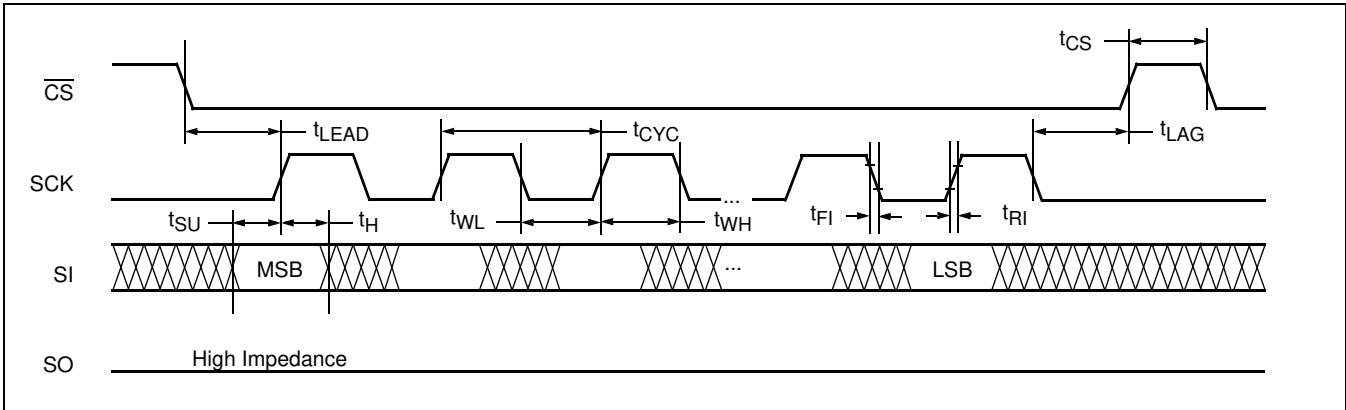 tCS
CS
tLEAD
tCYC
tLAG
SCK
...
tSU
tH
tWL
tWH
tFI
tRI
SI
MSB
...
LSB
SO
High Impedance